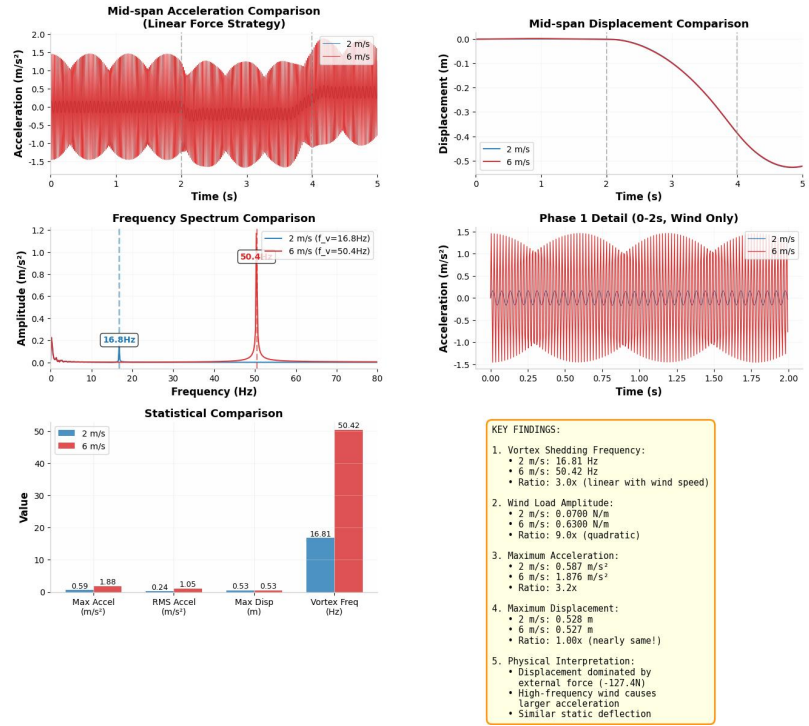 Mid-span Acceleration Comparison
(Linear Force Strategy)
2.0
1.5
1.0
0.5
0.0
-0.5
-1.0
-1.5
Acceleration (m/s²)
2 m/s
6 m/s
0 1 2 3 4 5
Time (s)
Mid-span Displacement Comparison
0.0
-0.1
-0.1
-0.3
-0.4
-0.5
Displacement (m)
2 m/s
6 m/s
0 1 2 3 4 5
Time (s)
Frequency Spectrum Comparison
1.2
1.0
0.8
0.6
0.4
0.2
0.0
Amplitude (m/s²)
2 m/s (f_v=16.8Hz)
6 m/s (f_v=50.4Hz)
50.4Hz
16.8Hz
0 10 20 30 40 50 60 70 80
Frequency (Hz)
Phase 1 Detail (0-2s, Wind Only)
1.5
1.0
0.5
0.0
-0.5
-1.0
-1.5
Acceleration (m/s²)
2 m/s
6 m/s
0.00 0.25 0.50 0.75 1.00 1.25 1.50 1.75 2.00
Time (s)
Statistical Comparison
50
40
30
20
10
0
Value
2 m/s
6 m/s
0.59 1.88 0.24 1.05 0.53 0.53 16.81 50.42
Max Accel
(m/s²)
RMS Accel
(m/s²)
Max Disp
(m)
Vortex Freq
(Hz)
KEY FINDINGS:
1. Vortex Shedding Frequency:
• 2 m/s: 16.81 Hz
• 6 m/s: 50.42 Hz
• Ratio: 3.0x (linear with wind speed)
2. Wind Load Amplitude:
• 2 m/s: 0.0700 N/m
• 6 m/s: 0.6300 N/m
• Ratio: 9.0x (quadratic)
3. Maximum Acceleration:
• 2 m/s: 0.587 m/s²
• 6 m/s: 1.876 m/s²
• 3.2x
4. Maximum Displacement:
• 2 m/s: 0.528 m
• 6 m/s: 0.527 m
• Ratio: 1.00x (nearly same!)
5. Physical Interpretation:
• Displacement dominated by
external force (-127.4N)
• High-frequency wind causes
larger acceleration
• Similar static deflection